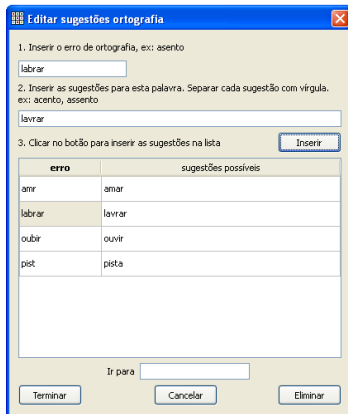 Editar sugestões ortografia
1. Inserir o erro de ortografia, ex: asento
labrar
2. Inserir as sugestões para esta palavra. Separar cada sugestão com vírgula.
ex: acento, assento
lavrar
3. Clicar no botão para inserir as sugestões na lista
Inserir
erro sugestões possíveis
amr amar
labrar lavrar
oubir ouvir
pist pista
Ir para
Terminar Cancelar Eliminar